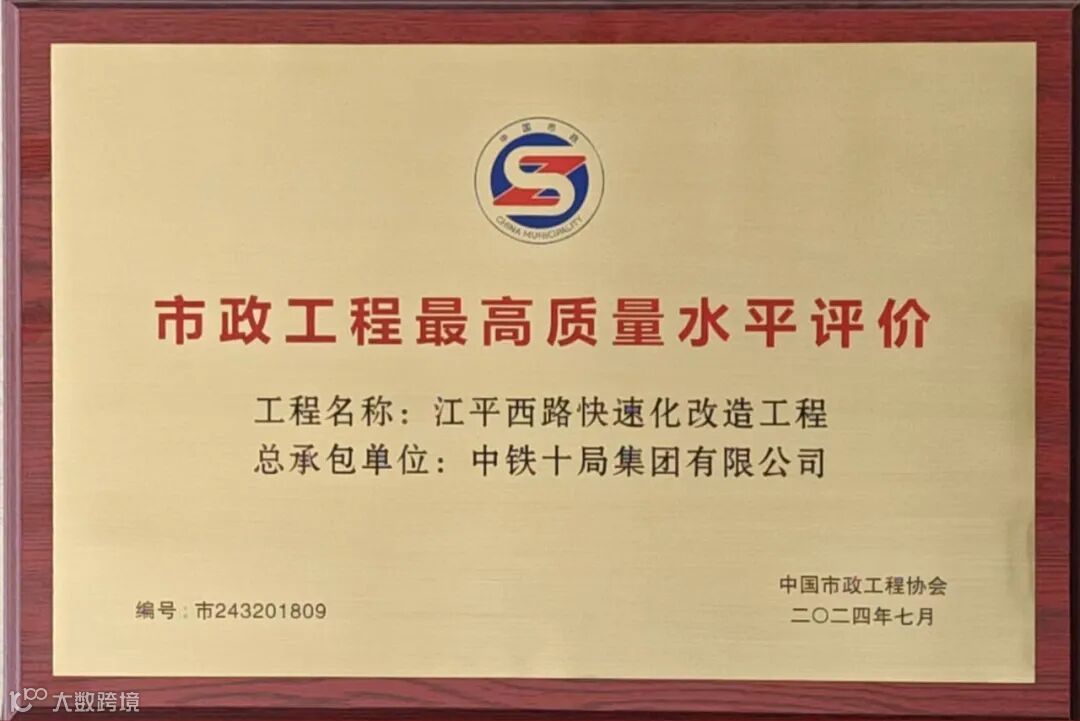 中国市政
CHINA MUNICIPALITY
市政工程最高质量水平评价
工程名称：江平西路快速化改造工程
总承包单位：中铁十局集团有限公司
中国市政工程协会
编号：市243201809
二〇二四年七月
大数跨境